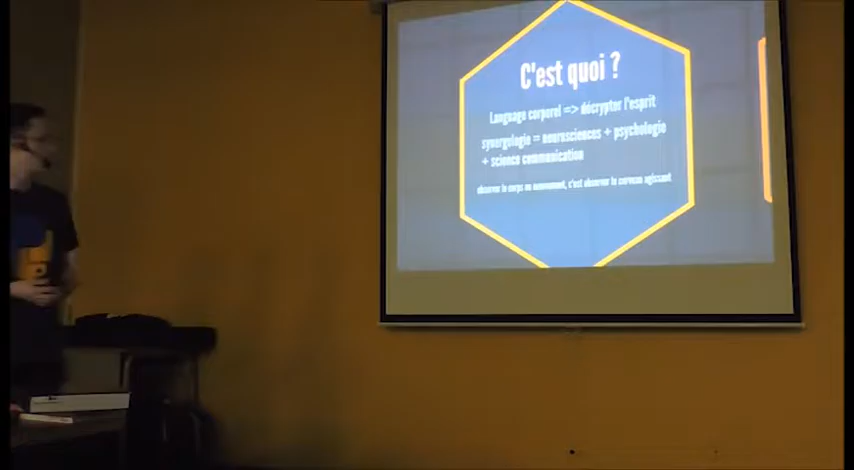 C'est quoi ?
Language corporel => décrypter l'esprit
synergologie = neurosciences + psychologie
+ science communication
observer le corps en mouvement, c'est observer le cerveau agissant